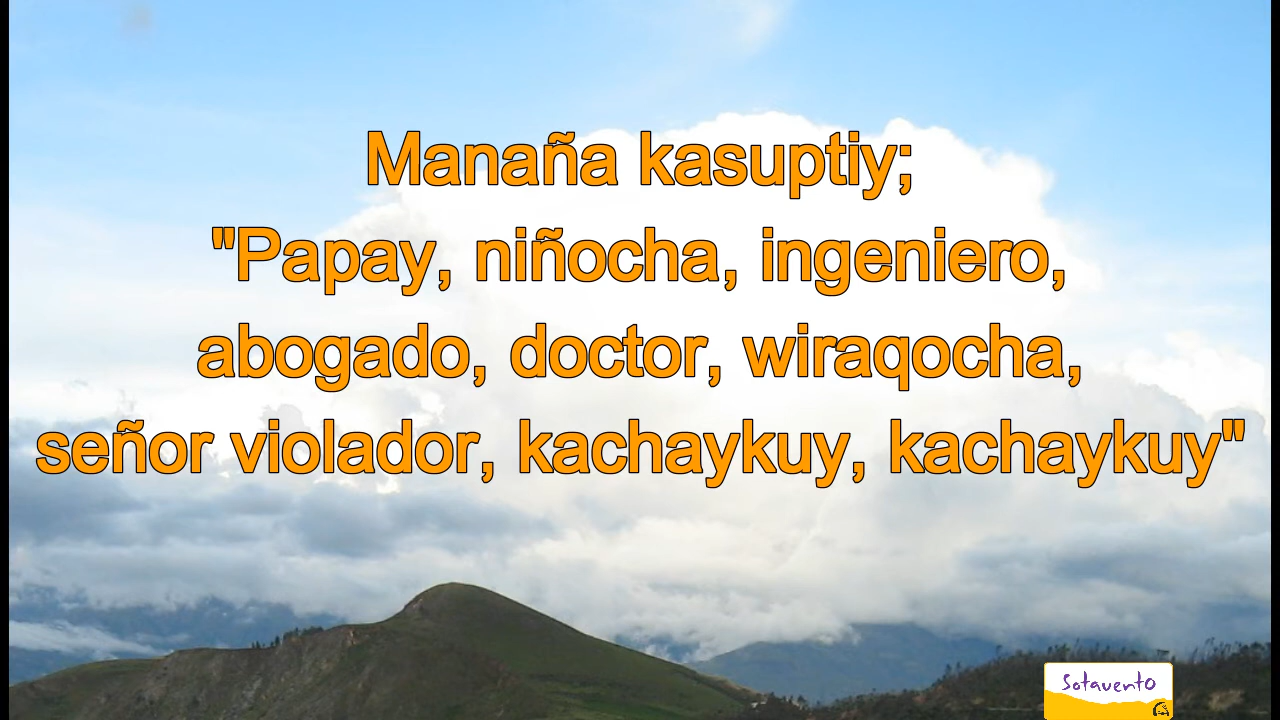 Manaña kasuptiy;
"Papay, niñocha, ingeniero,
abogado, doctor, wiraqocha,
señor violador, kachaykuy, kachaykuy"
Sotavento